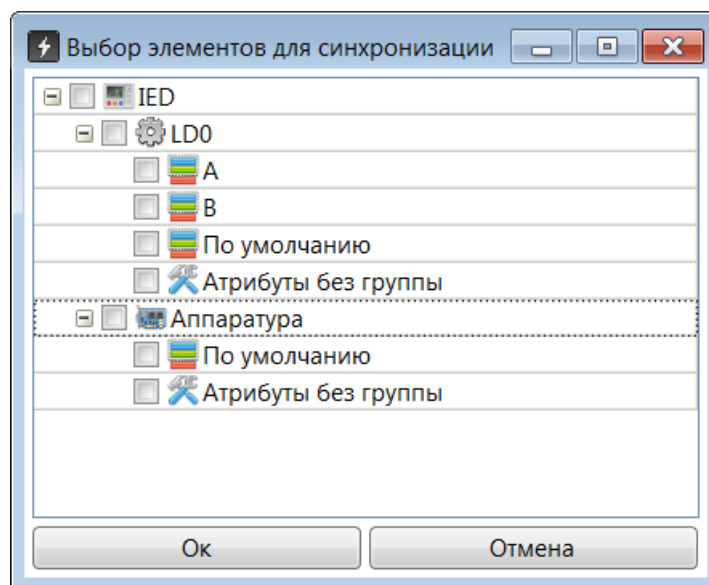 Выбор элементов для синхронизации
IED
LD0
A
B
По умолчанию
Атрибуты без группы
Аппаратура
По умолчанию
Атрибуты без группы
Ок Отмена